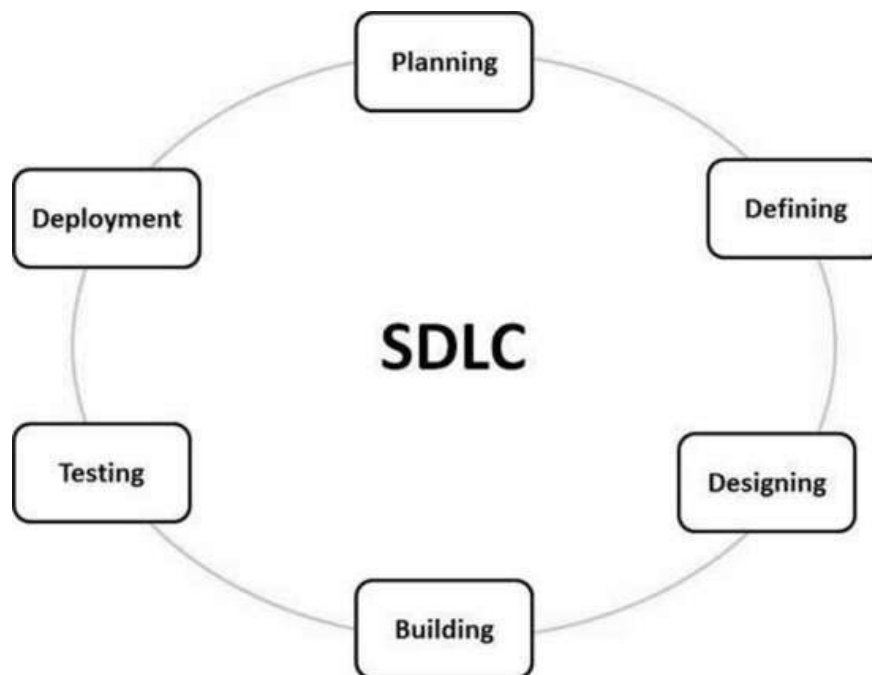 Planning
Defining
Designing
Building
Testing
Deployment
SDLC